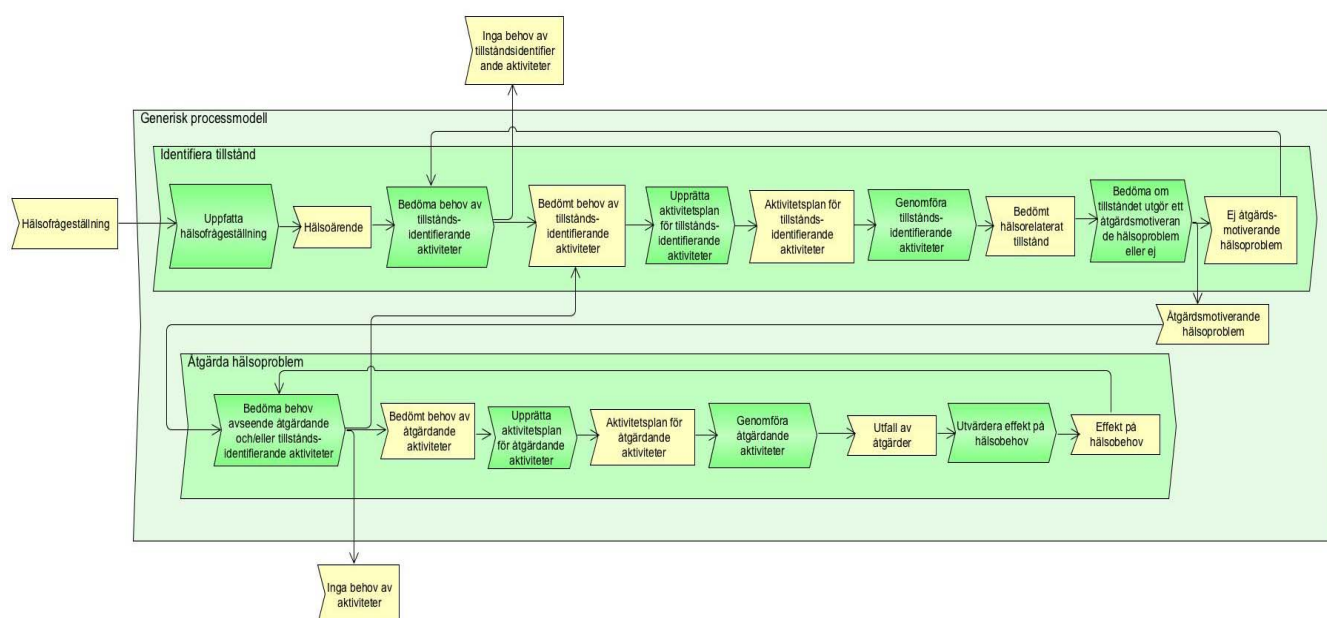 Inga behov av
tillståndsidentifier
ande aktiviteter
Generisk processmodell
Identifiera tillstånd
Hälsofrågeställning
Uppfatta
hälsofrågeställning
Hälsoärende
Bedöma behov av
tillstånds-
identifierande
aktiviteter
Bedömt behov av
tillstånds-
identifierande
aktiviteter
Upprätta
aktivitetsplan
för tillstånds-
identifierande
aktiviteter
Aktivitetsplan för
tillstånds-
identifierande
aktiviteter
Genomföra
tillstånds-
identifierande
aktiviteter
Bedömt
hälsorelaterat
tillstånd
Bedöma om
tillståndet utgör ett
åtgärdsmotiveran
de hälsoproblem
eller ej
Ej åtgärds-
motiverande
hälsoproblem
Åtgärdsmotiverande
hälsoproblem
Åtgärda hälsoproblem
Bedöma behov
avseende åtgärdande
och/eller tillstånds-
identifierande aktiviteter
Bedömt behov av
åtgärdande
aktiviteter
Upprätta
aktivitetsplan
för åtgärdande
aktiviteter
Aktivitetsplan för
åtgärdande
aktiviteter
Genomföra
åtgärdande
aktiviteter
Utfall av
åtgärder
Utvärdera effekt på
hälsobehov
Effekt på
hälsobehov
Inga behov av
aktiviteter